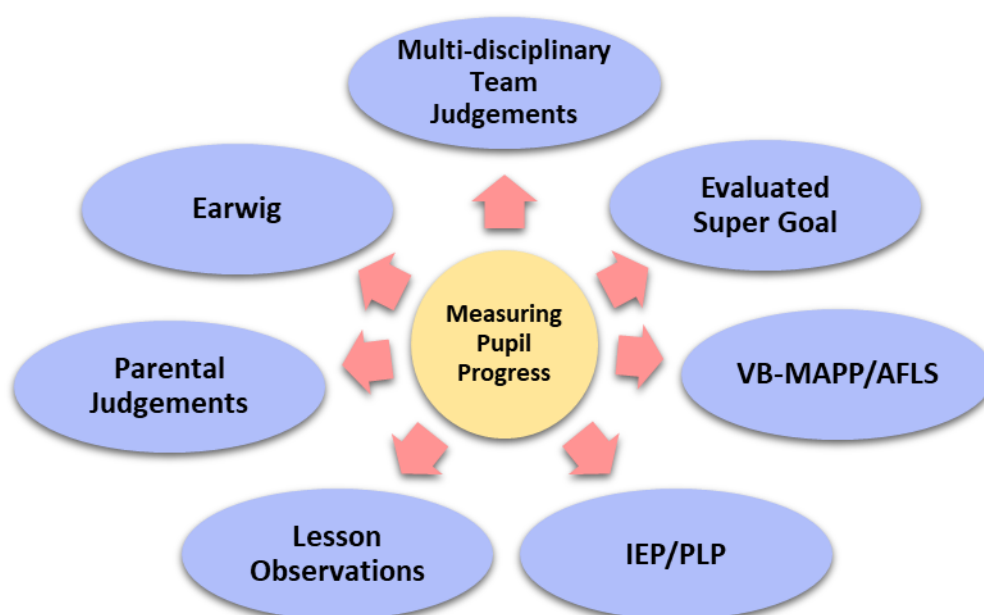 Multi-disciplinary
Team
Judgements
Evaluated
Super Goal
VB-MAPP/AFLS
IEP/PLP
Lesson
Observations
Parental
Judgements
Earwig
Measuring
Pupil
Progress